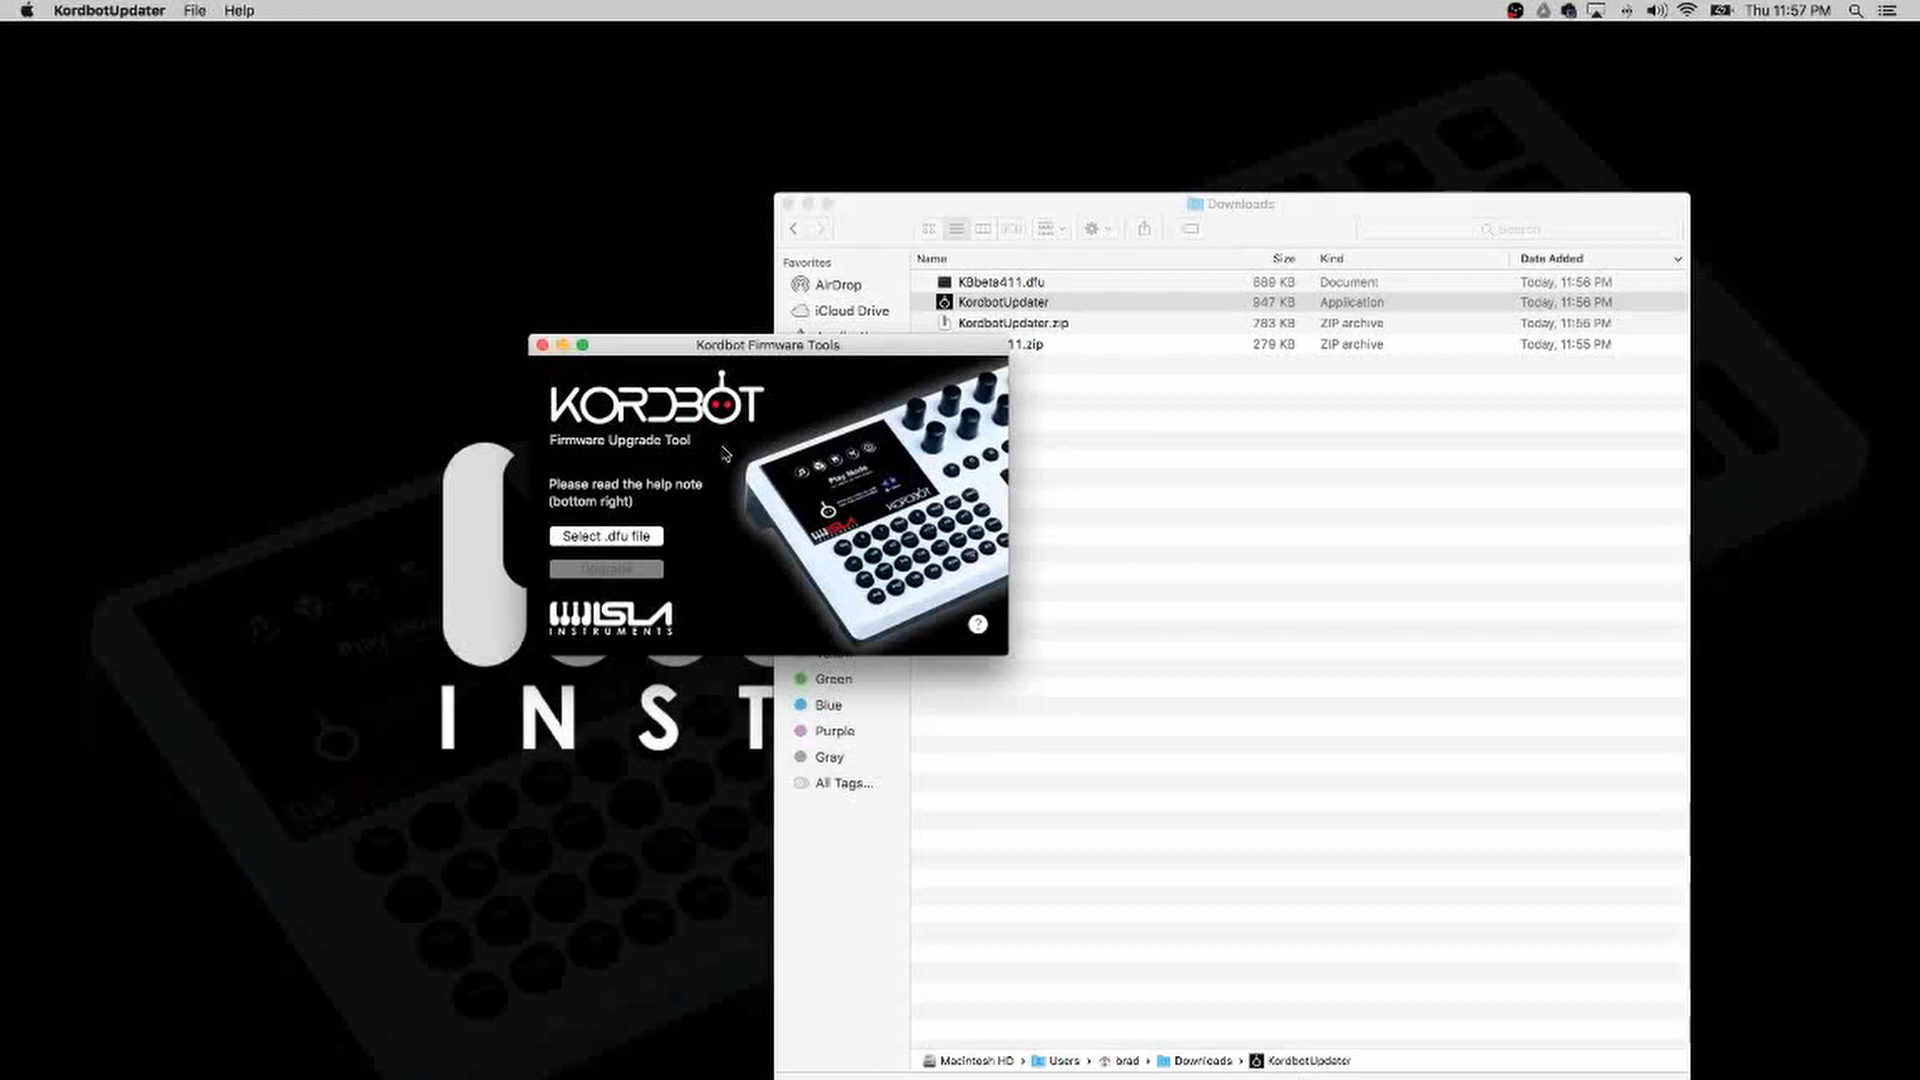 KordbotUpdater File Help
Thu 11:57 PM
Downloads
Search
Favorites
AirDrop
iCloud Drive
Name Size Kind Date Added
KBbeta411.dfu 689 KB Document Today, 11:56 PM
KordbotUpdater 947 KB Application Today, 11:56 PM
KordbotUpdater.zip 783 KB ZIP archive Today, 11:56 PM
11.zip 279 KB ZIP archive Today, 11:55 PM
Kordbot Firmware Tools
KORDBOT
Firmware Upgrade Tool
Please read the help note
(bottom right)
Select .dfu file
Upgrade
ISLA
INSTRUMENTS
Play Mode
KORDBOT
ISLA
?
INST
Green
Blue
Purple
Gray
All Tags...
Macintosh HD › Users › brad › Downloads › KordbotUpdater